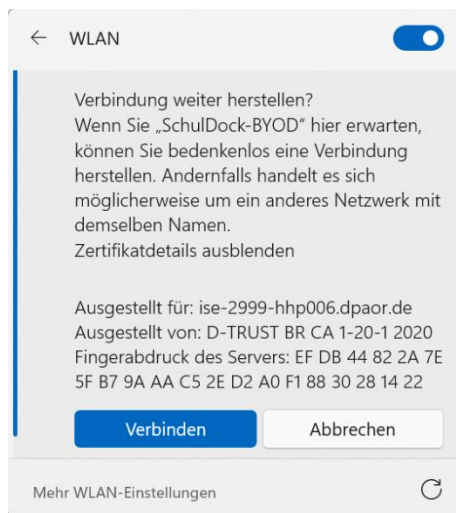 ← WLAN
Verbindung weiter herstellen?
Wenn Sie „SchulDock-BYOD“ hier erwarten,
können Sie bedenkenlos eine Verbindung
herstellen. Andernfalls handelt es sich
möglicherweise um ein anderes Netzwerk mit
demselben Namen.
Zertifikatdetails ausblenden
Ausgestellt für: ise-2999-hhp006.dpaor.de
Ausgestellt von: D-TRUST BR CA 1-20-1 2020
Fingerabdruck des Servers: EF DB 44 82 2A 7E
5F B7 9A AA C5 2E D2 A0 F1 88 30 28 14 22
Verbinden Abbrechen
Mehr WLAN-Einstellungen